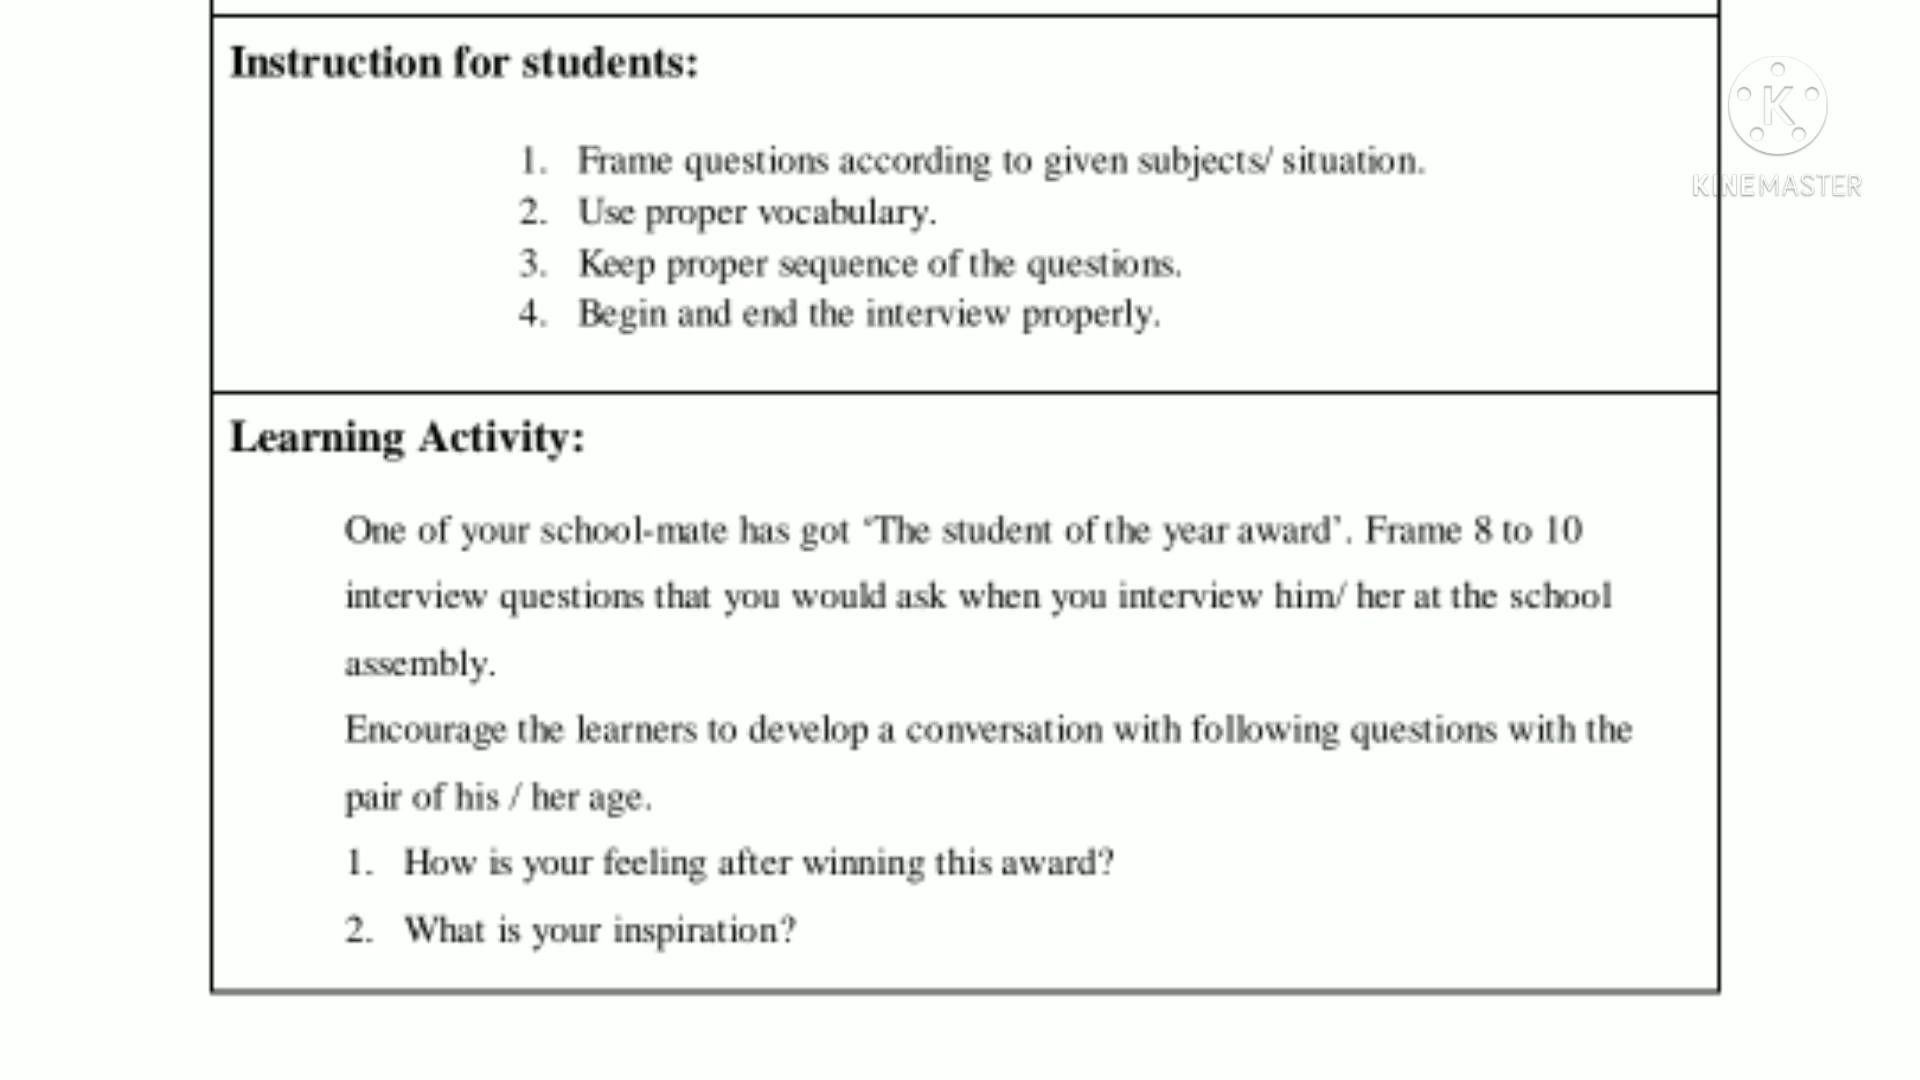 Instruction for students:
1. Frame questions according to given subjects/ situation.
2. Use proper vocabulary.
3. Keep proper sequence of the questions.
4. Begin and end the interview properly.
KINEMASTER
Learning Activity:
One of your school-mate has got ‘The student of the year award’. Frame 8 to 10
interview questions that you would ask when you interview him/ her at the school
assembly.
Encourage the learners to develop a conversation with following questions with the
pair of his / her age.
1. How is your feeling after winning this award?
2. What is your inspiration?